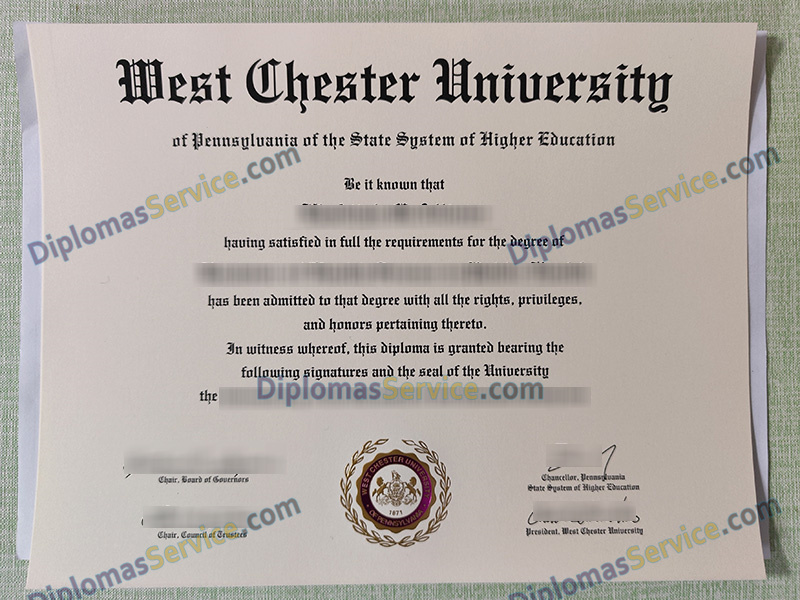 West Chester University
of Pennsylvania of the State System of Higher Education
Be it known that
having satisfied in full the requirements for the degree of
has been admitted to that degree with all the rights, privileges,
and honors pertaining thereto.
In witness whereof, this diploma is granted bearing the
following signatures and the seal of the University
the
Chair, Board of Governors
Chancellor, Pennsylvania
State System of Higher Education
Chair, Council of Trustees
President, West Chester University
WEST CHESTER UNIVERSITY
1871
OF PENNSYLVANIA
DiplomasService.com
DiplomasService.com
DiplomasService.com
DiplomasService.com
DiplomasService.com